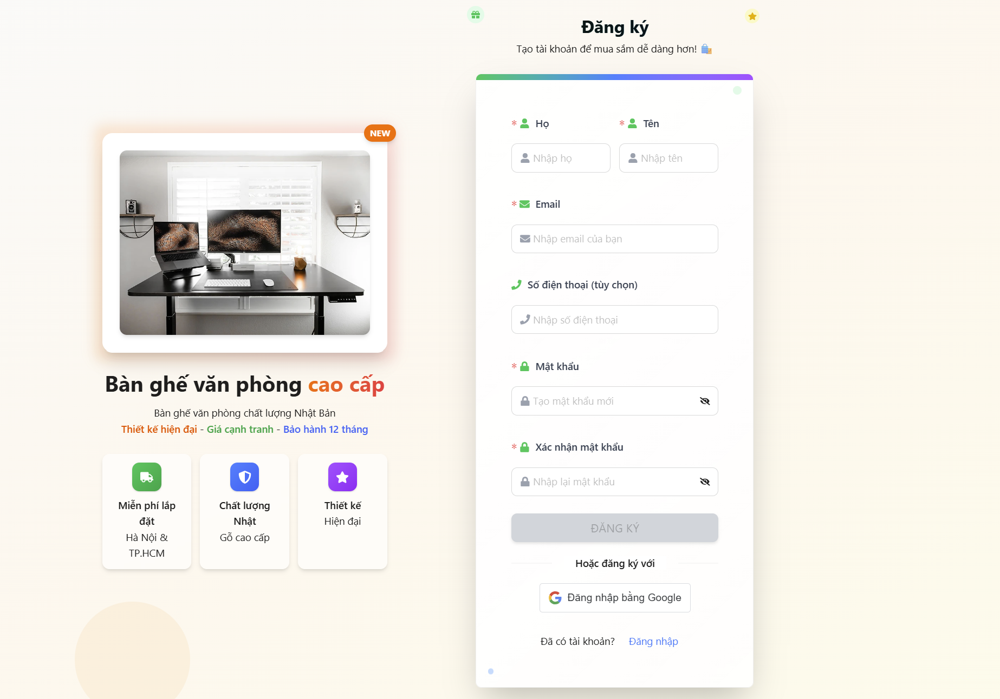 NEW
Bàn ghế văn phòng cao cấp
Bàn ghế văn phòng chất lượng Nhật Bản
Thiết kế hiện đại - Giá cạnh tranh - Bảo hành 12 tháng
Miễn phí lắp
đặt
Hà Nội &
TP.HCM
Chất lượng
Nhật
Gỗ cao cấp
Thiết kế
Hiện đại
Đăng ký
Tạo tài khoản để mua sắm dễ dàng hơn! 🛍️
* Họ
* Tên
Nhập họ
Nhập tên
* Email
Nhập email của bạn
Số điện thoại (tùy chọn)
Nhập số điện thoại
* Mật khẩu
Tạo mật khẩu mới
* Xác nhận mật khẩu
Nhập lại mật khẩu
ĐĂNG KÝ
Hoặc đăng ký với
Đăng nhập bằng Google
Đã có tài khoản? Đăng nhập